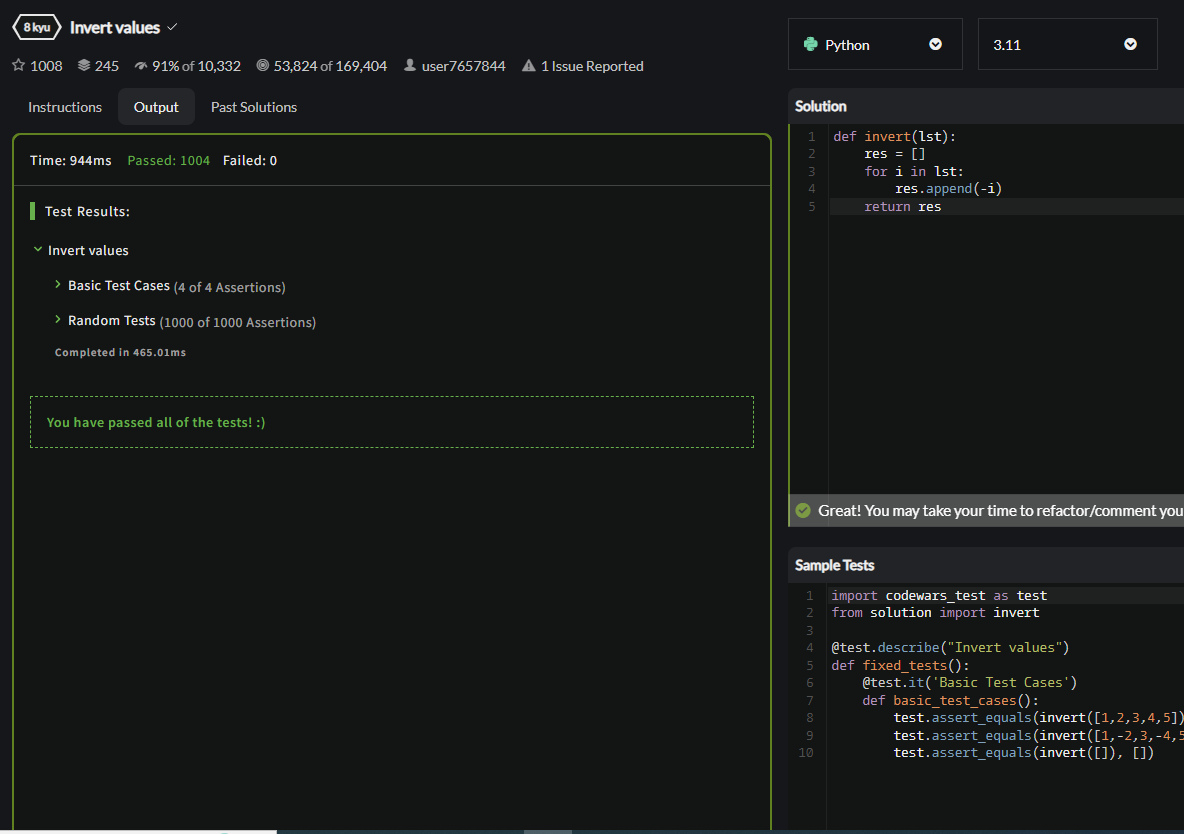 8 kyu Invert values
1008 245 91% of 10,332 53,824 of 169,404 user7657844 1 Issue Reported
Python 3.11
Instructions Output Past Solutions
Time: 944ms Passed: 1004 Failed: 0
Test Results:
Invert values
Basic Test Cases (4 of 4 Assertions)
Random Tests (1000 of 1000 Assertions)
Completed in 465.01ms
You have passed all of the tests! :)
Solution
1 def invert(lst):
2     res = []
3     for i in lst:
4         res.append(-i)
5     return res
Great! You may take your time to refactor/comment you
Sample Tests
1 import codewars_test as test
2 from solution import invert
3
4 @test.describe("Invert values")
5 def fixed_tests():
6     @test.it('Basic Test Cases')
7     def basic_test_cases():
8         test.assert_equals(invert([1,2,3,4,5])
9         test.assert_equals(invert([1,-2,3,-4,5
10         test.assert_equals(invert([]), [])